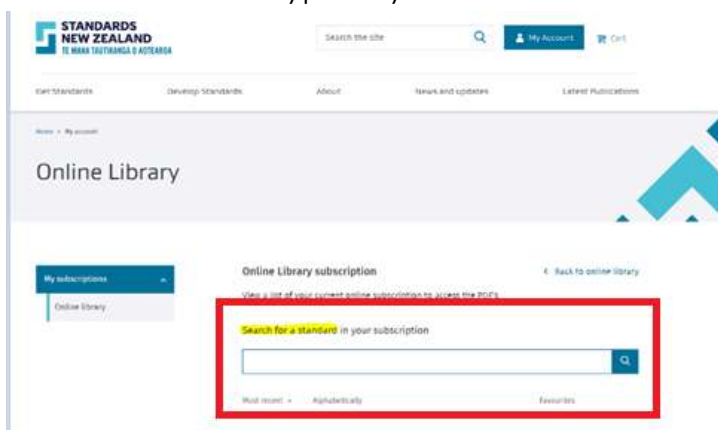 STANDARDS
NEW ZEALAND
TE MANA TAUTIKANGA O AOTEAROA
Search the site
My Account
Cart
Get Standards
Develop Standards
About
News and updates
Latest Publications
Home > My account
Online Library
My subscriptions
Online library
Online Library subscription
< Back to online library
View a list of your current online subscription to access the PDFs
Search for a standard in your subscription
Most recent
Alphabetically
Favourites